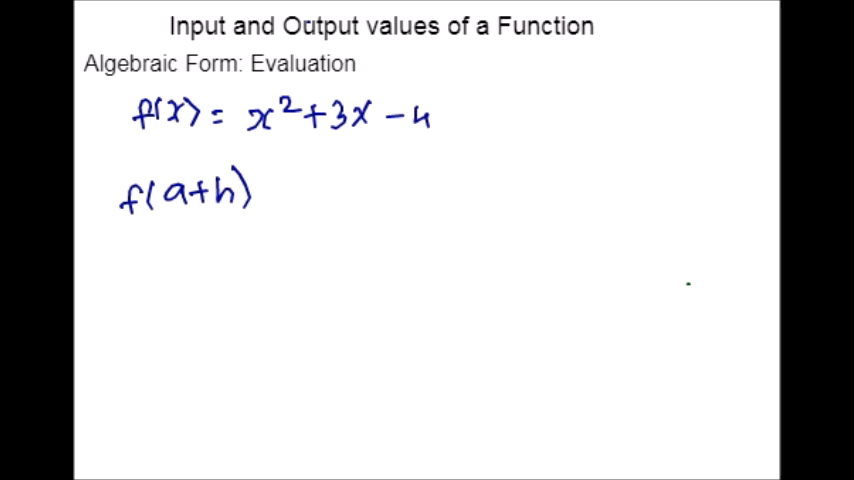 Input and Output values of a Function
Algebraic Form: Evaluation
f(x) = x²+3x-4
f(a+h)